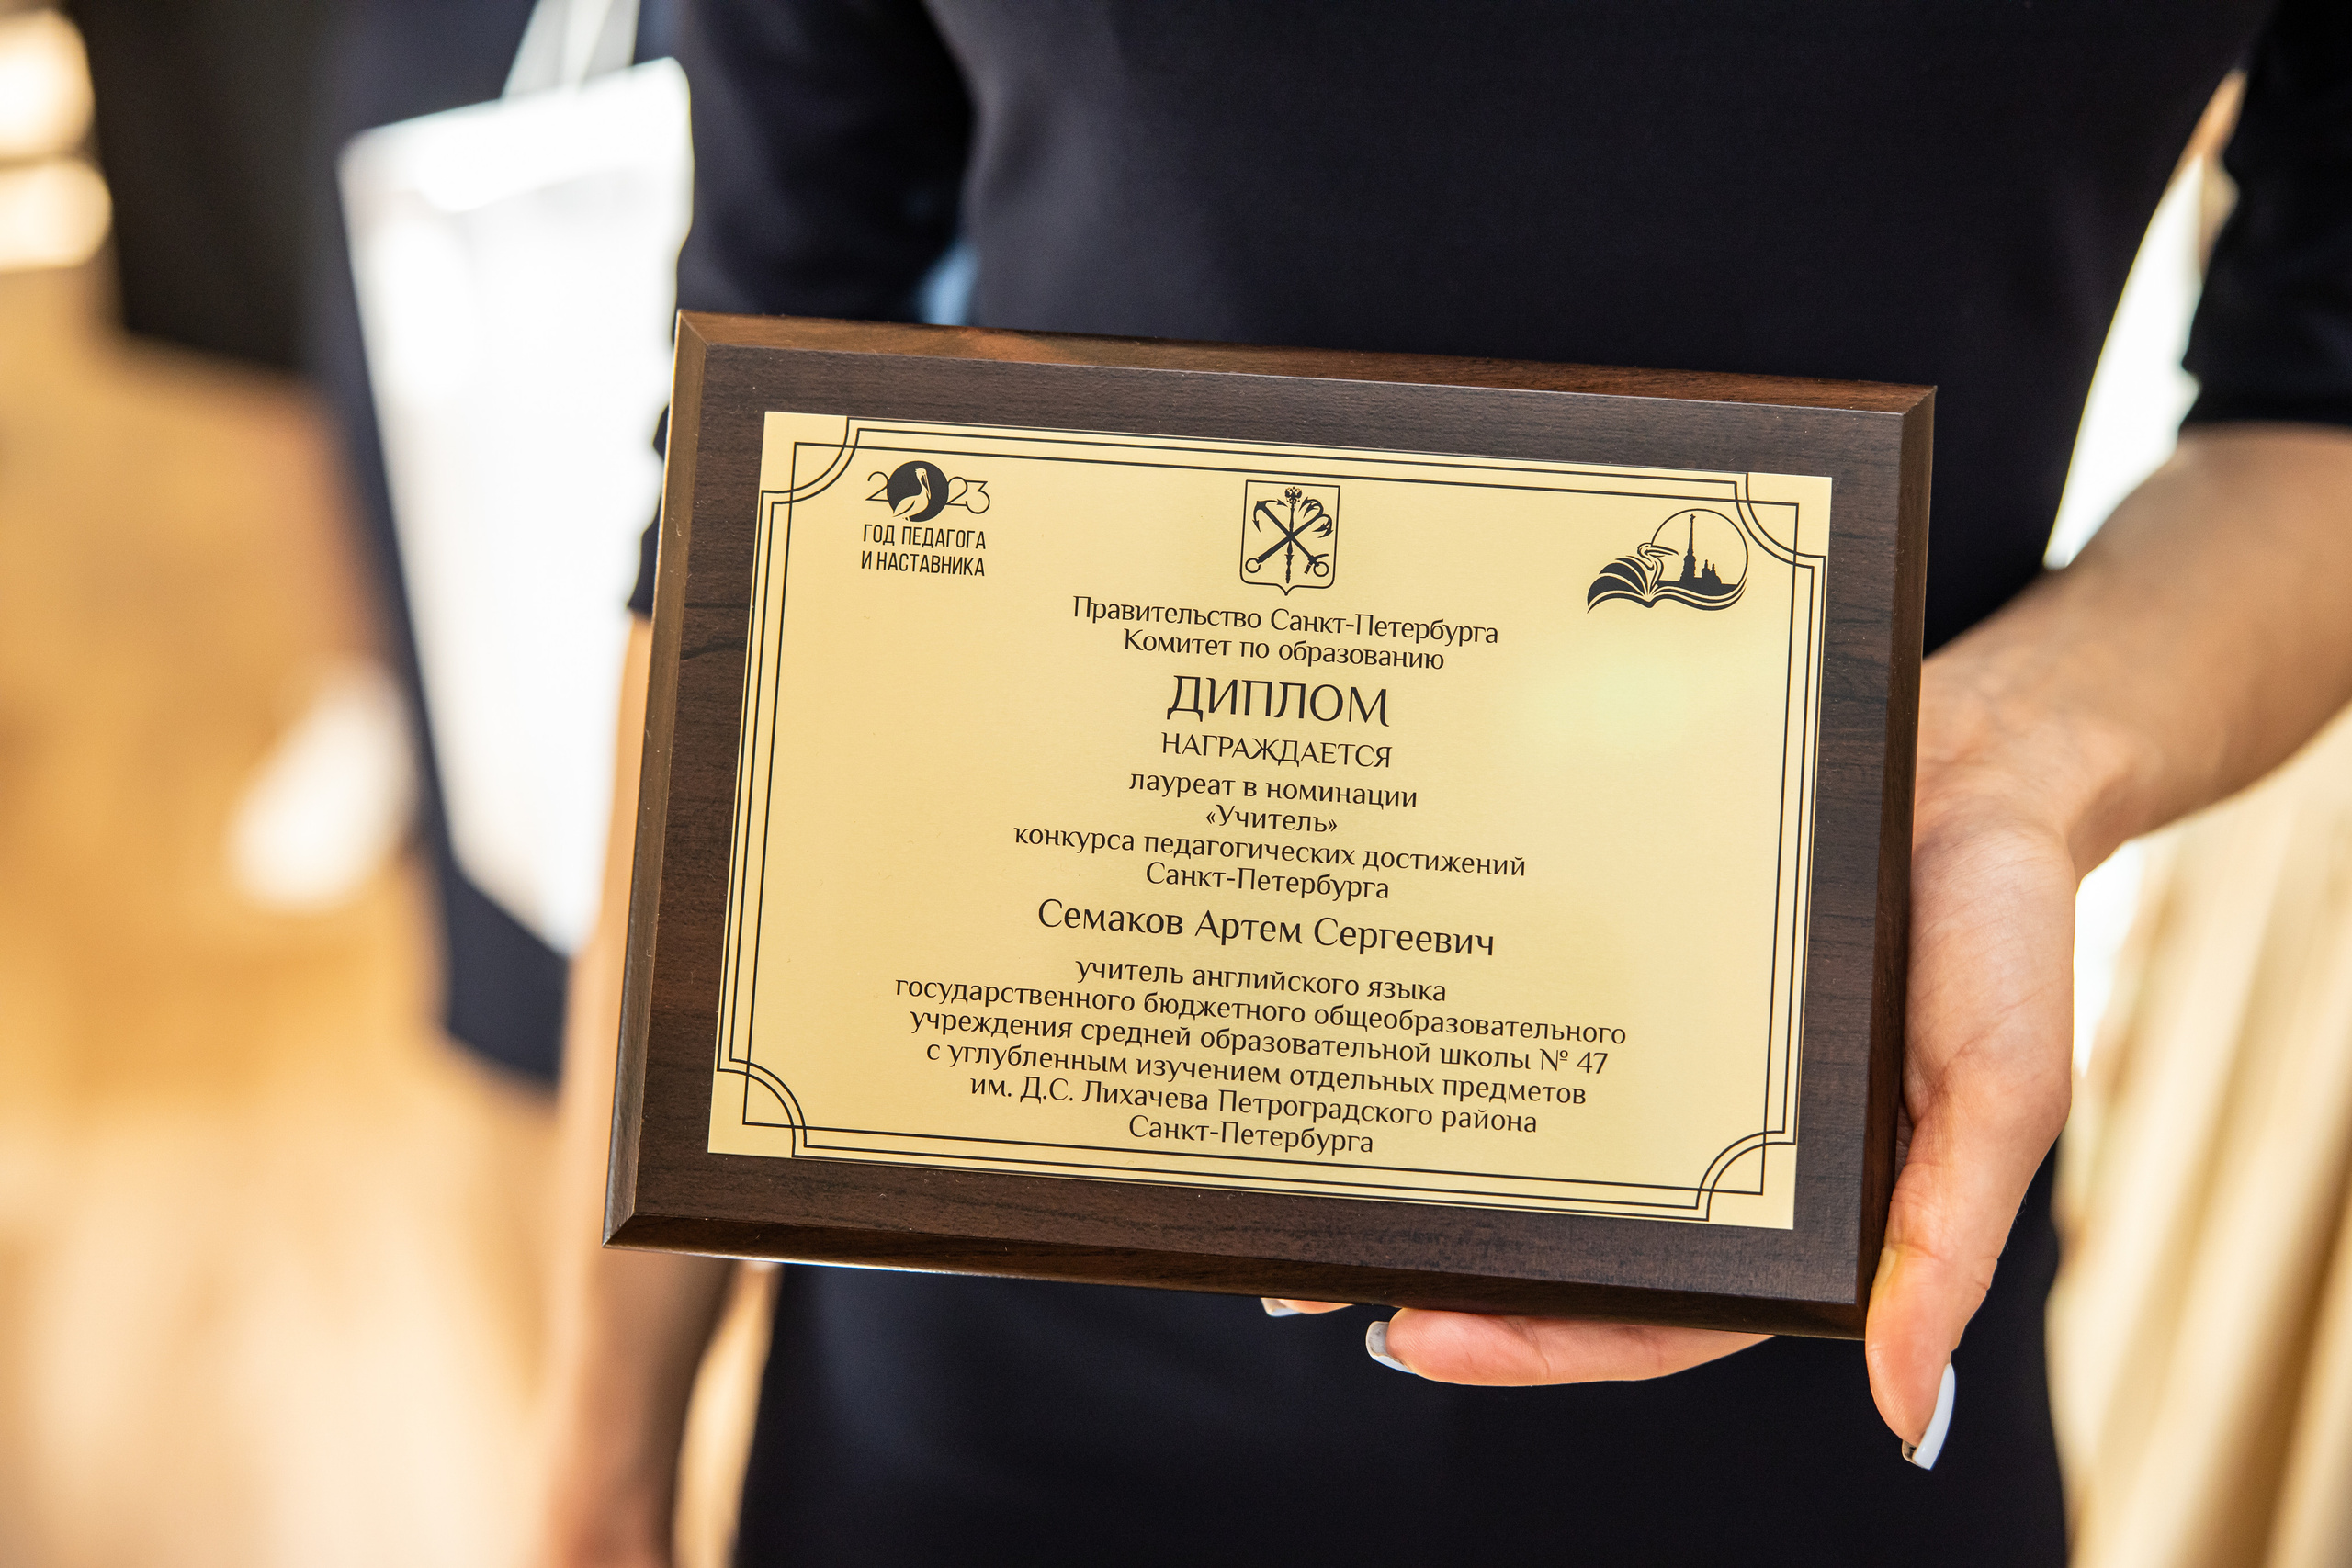 2023
ГОД ПЕДАГОГА
И НАСТАВНИКА
Правительство Санкт-Петербурга
Комитет по образованию
ДИПЛОМ
НАГРАЖДАЕТСЯ
лауреат в номинации
«Учитель»
конкурса педагогических достижений
Санкт-Петербурга
Семаков Артем Сергеевич
учитель английского языка
государственного бюджетного общеобразовательного
учреждения средней образовательной школы № 47
с углубленным изучением отдельных предметов
им. Д.С. Лихачева Петроградского района
Санкт-Петербурга